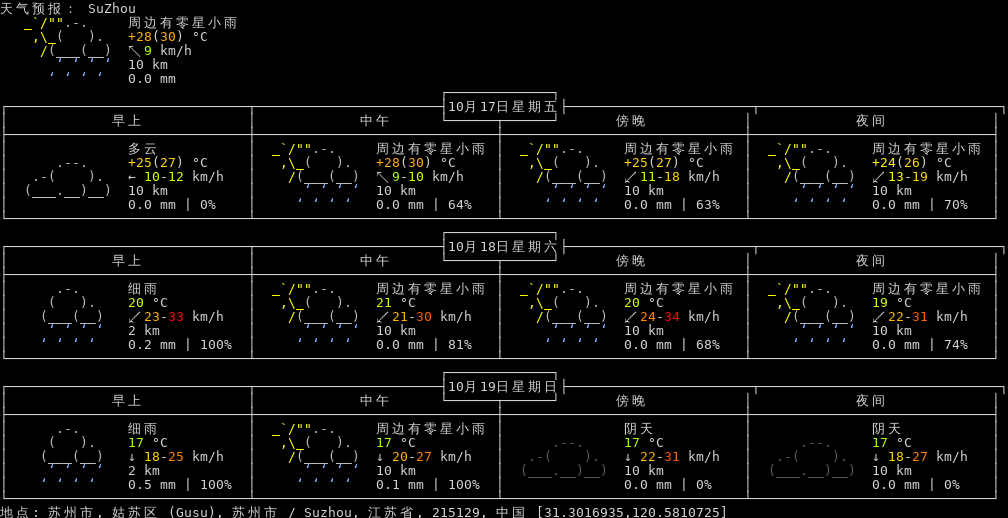 天气预报： SuZhou
周边有零星小雨
+28(30) °C
↖ 9 km/h
10 km
0.0 mm
10月17日星期五
早上 中午 傍晚 夜间
多云 周边有零星小雨 周边有零星小雨 周边有零星小雨
+25(27) °C +28(30) °C +25(27) °C +24(26) °C
← 10-12 km/h ↖ 9-10 km/h ↙ 11-18 km/h ↙ 13-19 km/h
10 km 10 km 10 km 10 km
0.0 mm | 0% 0.0 mm | 64% 0.0 mm | 63% 0.0 mm | 70%
10月18日星期六
早上 中午 傍晚 夜间
细雨 周边有零星小雨 周边有零星小雨 周边有零星小雨
20 °C 21 °C 20 °C 19 °C
↙ 23-33 km/h ↙ 21-30 km/h ↙ 24-34 km/h ↙ 22-31 km/h
2 km 10 km 10 km 10 km
0.2 mm | 100% 0.0 mm | 81% 0.0 mm | 68% 0.0 mm | 74%
10月19日星期日
早上 中午 傍晚 夜间
细雨 周边有零星小雨 阴天 阴天
17 °C 17 °C 17 °C 17 °C
↓ 18-25 km/h ↓ 20-27 km/h ↓ 22-31 km/h ↓ 18-27 km/h
2 km 10 km 10 km 10 km
0.5 mm | 100% 0.1 mm | 100% 0.0 mm | 0% 0.0 mm | 0%
地点: 苏州市, 姑苏区 (Gusu), 苏州市 / Suzhou, 江苏省, 215129, 中国 [31.3016935,120.5810725]